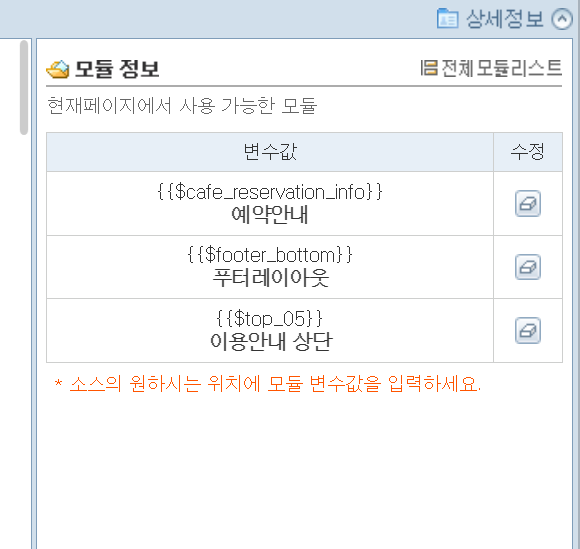 상세정보
모듈 정보
전체모듈리스트
현재페이지에서 사용 가능한 모듈
변수값 수정
{{$cafe_reservation_info}}
예약안내
{{$footer_bottom}}
푸터레이아웃
{{$top_05}}
이용안내 상단
* 소스의 원하시는 위치에 모듈 변수값을 입력하세요.